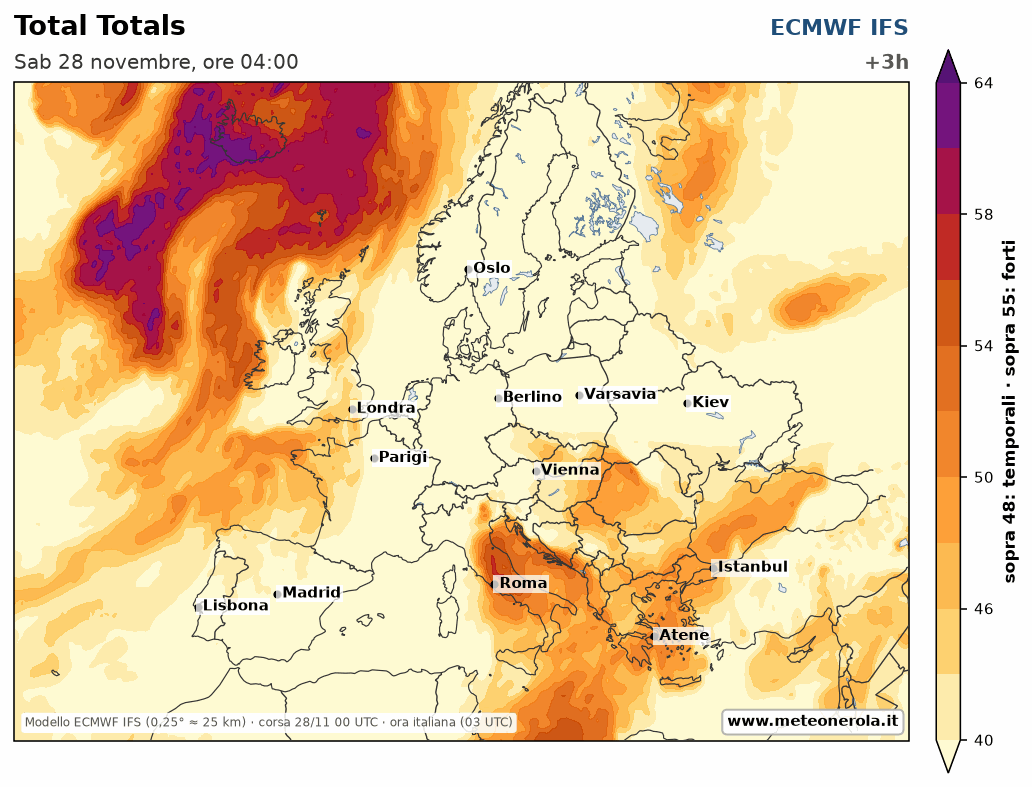 Total Totals
ECMWF IFS
Sab 28 novembre, ore 04:00
+3h
64
58
54
50
46
40
sopra 48: temporali · sopra 55: forti
Oslo
Berlino
Varsavia
Kiev
Londra
Parigi
Vienna
Istanbul
Roma
Madrid
Lisbona
Atene
Modello ECMWF IFS (0,25° ≈ 25 km) · corsa 28/11 00 UTC · ora italiana (03 UTC)
www.meteonerola.it